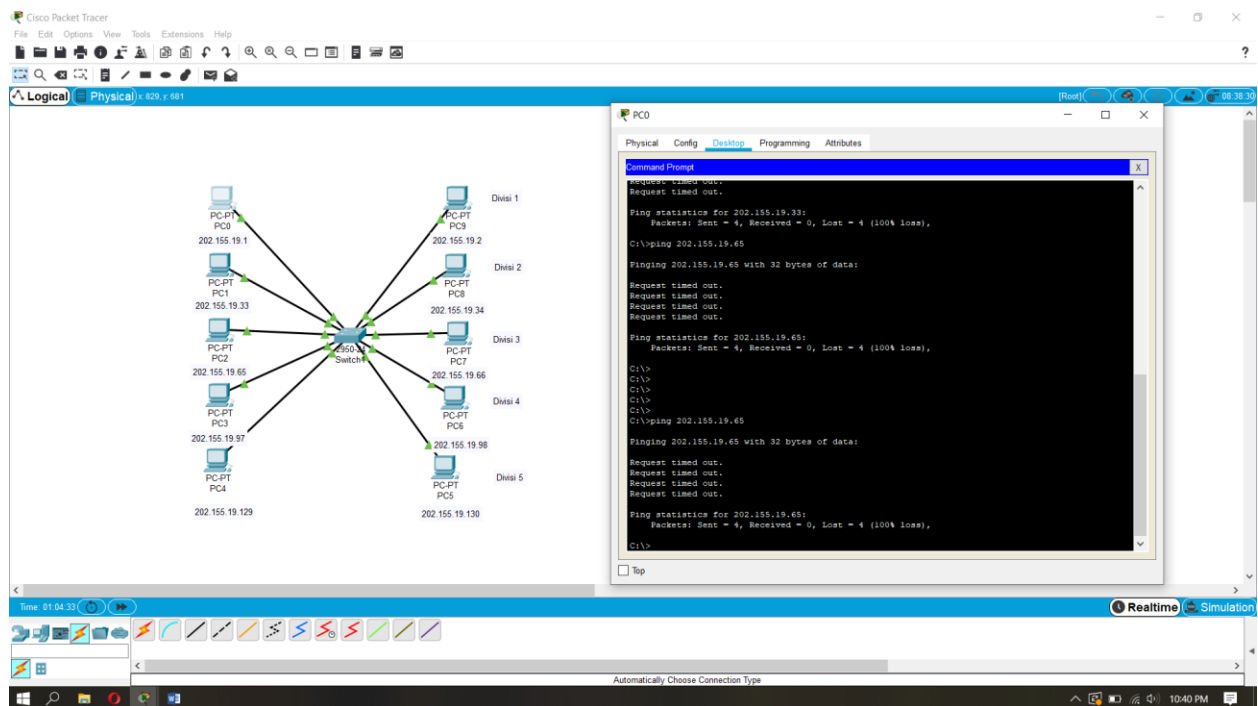 Cisco Packet Tracer
File Edit Options View Tools Extensions Help
?
Logical Physical x: 829, y: 681
[Root] 08:38:30
PC-PT
PC0
202.155.19.1
PC-PT
PC1
202.155.19.33
PC-PT
PC2
202.155.19.65
PC-PT
PC3
202.155.19.97
PC-PT
PC4
202.155.19.129
2950-24
Switch1
Divisi 1
PC-PT
PC9
202.155.19.2
Divisi 2
PC-PT
PC8
202.155.19.34
Divisi 3
PC-PT
PC7
202.155.19.66
Divisi 4
PC-PT
PC6
202.155.19.98
Divisi 5
PC-PT
PC5
202.155.19.130
PC0
Physical Config Desktop Programming Attributes
Command Prompt X
Request timed out.
Request timed out.
Ping statistics for 202.155.19.33:
Packets: Sent = 4, Received = 0, Lost = 4 (100% loss),
C:\>ping 202.155.19.65
Pinging 202.155.19.65 with 32 bytes of data:
Request timed out.
Request timed out.
Request timed out.
Request timed out.
Ping statistics for 202.155.19.65:
Packets: Sent = 4, Received = 0, Lost = 4 (100% loss),
C:\>
C:\>
C:\>
C:\>
C:\>
C:\>ping 202.155.19.65
Pinging 202.155.19.65 with 32 bytes of data:
Request timed out.
Request timed out.
Request timed out.
Request timed out.
Ping statistics for 202.155.19.65:
Packets: Sent = 4, Received = 0, Lost = 4 (100% loss),
C:\>
Top
Time: 01:04:33
Realtime Simulation
Automatically Choose Connection Type
10:40 PM